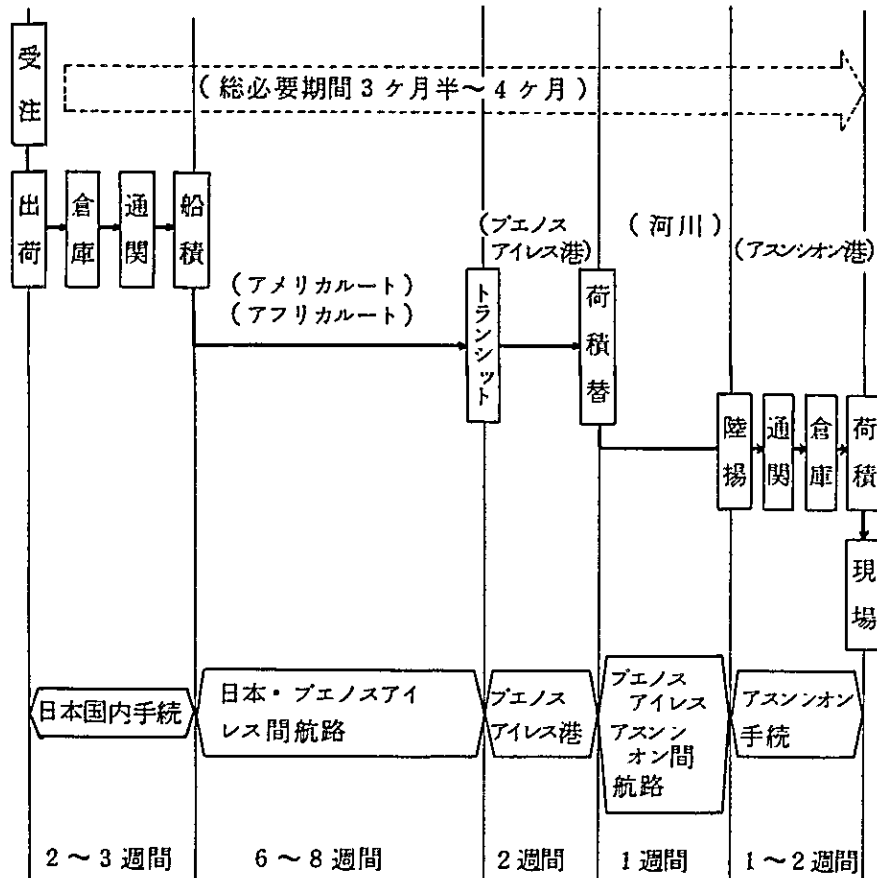 受注
(総必要期間3ヶ月半～4ヶ月)
出荷
倉庫
通関
船積
(アメリカルート)
(アフリカルート)
(ブエノス
アイレス港)
トランシット
荷積替
(河川)
(アスンシオン港)
陸揚
通関
倉庫
荷積
現場
日本国内手続
日本・ブエノスアイ
レス間航路
ブエノス
アイレス港
ブエノス
アイレス
アスンン
オン間
航路
アスンンオン
手続
2～3週間
6～8週間
2週間
1週間
1～2週間